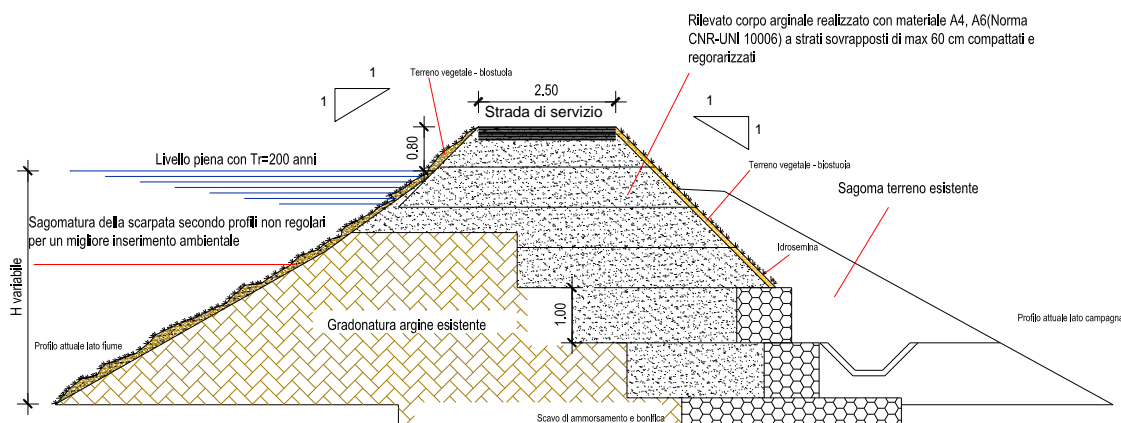 Rilevato corpo arginale realizzato con materiale A4, A6(Norma
CNR-UNI 10006) a strati sovrapposti di max 60 cm compattati e
regorarizzati
1
1
Terreno vegetale - biostuola
2.50
Strada di servizio
1
1
0.80
Livello piena con Tr=200 anni
Terreno vegetale - biostuoia
Sagoma terreno esistente
Sagomatura della scarpata secondo profili non regolari
per un migliore inserimento ambientale
Idrosemina
H variabile
1.00
Gradonatura argine esistente
Profilo attuale lato campagna
Profilo attuale lato fiume
Scavo di ammorsamento e bonifica